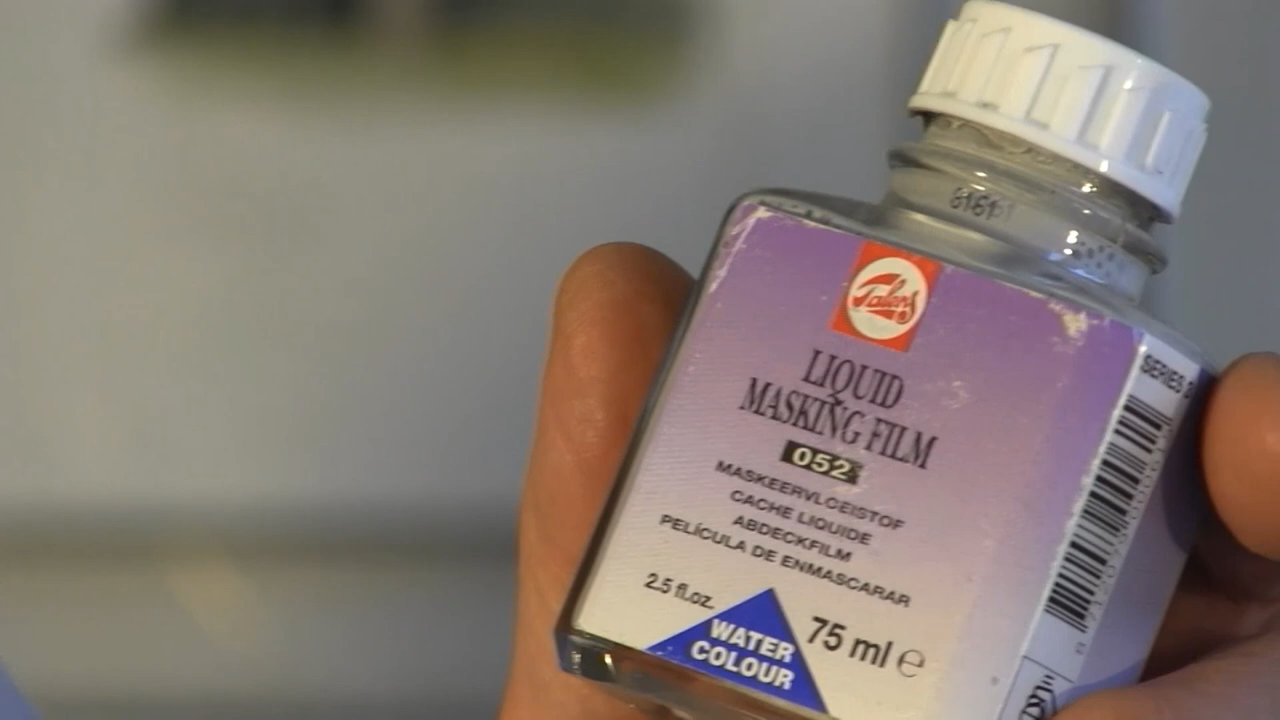 Talens
LIQUID
MASKING FILM
052
MASKEERVLOEISTOF
CACHE LIQUIDE
ABDECKFILM
PELÍCULA DE ENMASCARAR
2.5 fl.oz.
75 ml e
WATER
COLOUR
SERIES